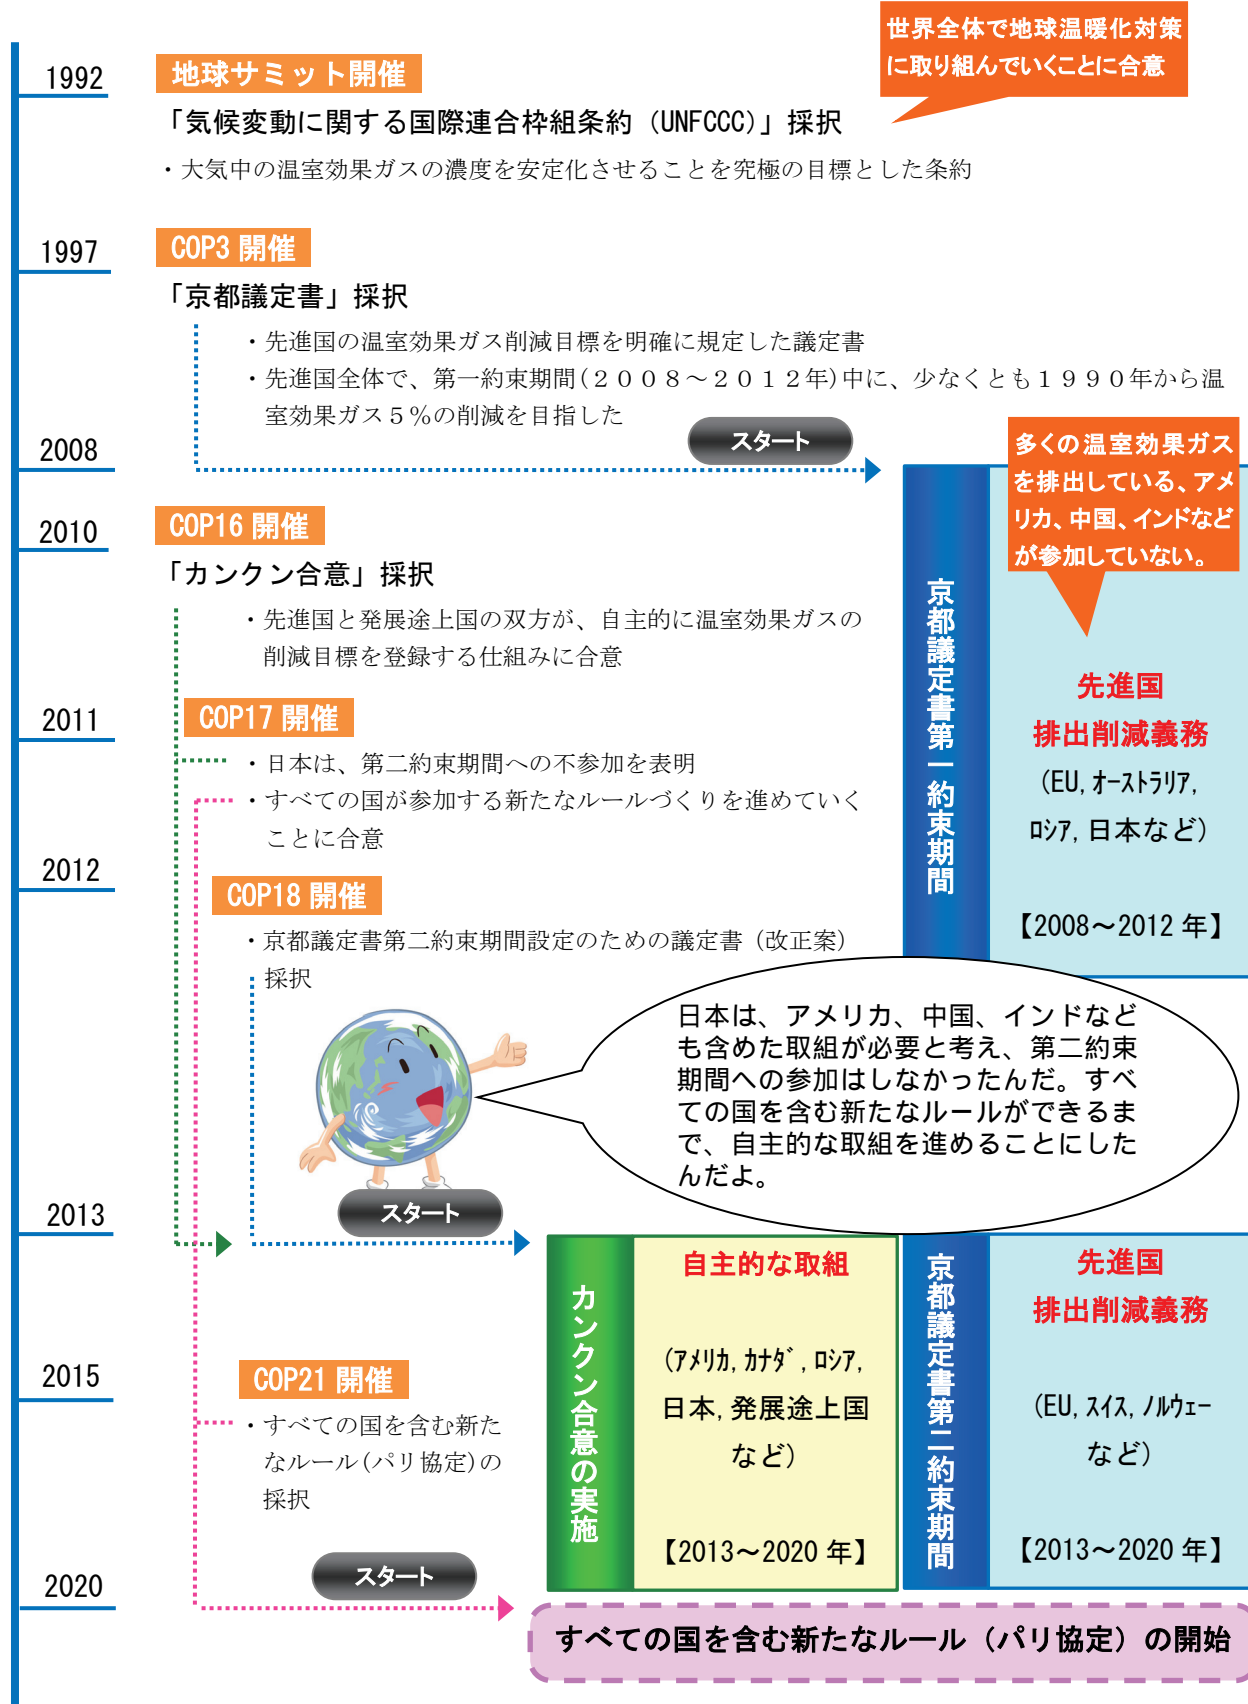 世界全体で地球温暖化対策
に取り組んでいくことに合意
1992
地球サミット開催
「気候変動に関する国際連合枠組条約（UNFCCC）」採択
・大気中の温室効果ガスの濃度を安定化させることを究極の目標とした条約
1997
COP3 開催
「京都議定書」採択
・先進国の温室効果ガス削減目標を明確に規定した議定書
・先進国全体で、第一約束期間(２００８～２０１２年)中に、少なくとも１９９０年から温
室効果ガス５％の削減を目指した
スタート
2008
多くの温室効果ガス
を排出している、アメ
リカ、中国、インドなど
が参加していない。
2010
COP16 開催
「カンクン合意」採択
・先進国と発展途上国の双方が、自主的に温室効果ガスの
削減目標を登録する仕組みに合意
京都議定書第一約束期間
先進国
排出削減義務
（EU,ｵｰｽﾄﾗﾘｱ,
ﾛｼｱ,日本など）
【2008～2012 年】
2011
COP17 開催
・日本は、第二約束期間への不参加を表明
・すべての国が参加する新たなルールづくりを進めていく
ことに合意
2012
COP18 開催
・京都議定書第二約束期間設定のための議定書（改正案）
採択
日本は、アメリカ、中国、インドなど
も含めた取組が必要と考え、第二約束
期間への参加はしなかったんだ。すべ
ての国を含む新たなルールができるま
で、自主的な取組を進めることにした
んだよ。
スタート
2013
カンクン合意の実施
自主的な取組
（ｱﾒﾘｶ,ｶﾅﾀﾞ,ﾛｼｱ,
日本,発展途上国
など）
【2013～2020 年】
京都議定書第二約束期間
先進国
排出削減義務
（EU,ｽｲｽ,ﾉﾙｳｪｰ
など）
【2013～2020 年】
2015
COP21 開催
・すべての国を含む新た
なルール(パリ協定)の
採択
スタート
2020
すべての国を含む新たなルール（パリ協定）の開始